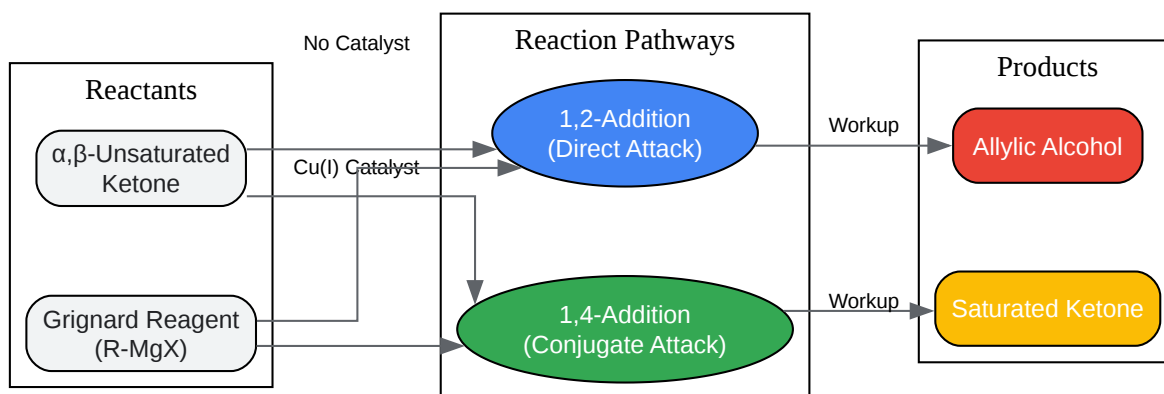 No Catalyst
Reaction Pathways
Products
Reactants
α,β-Unsaturated
Ketone
Cu(I) Catalyst
1,2-Addition
(Direct Attack)
Workup
Allylic Alcohol
Grignard Reagent
(R-MgX)
1,4-Addition
(Conjugate Attack)
Workup
Saturated Ketone